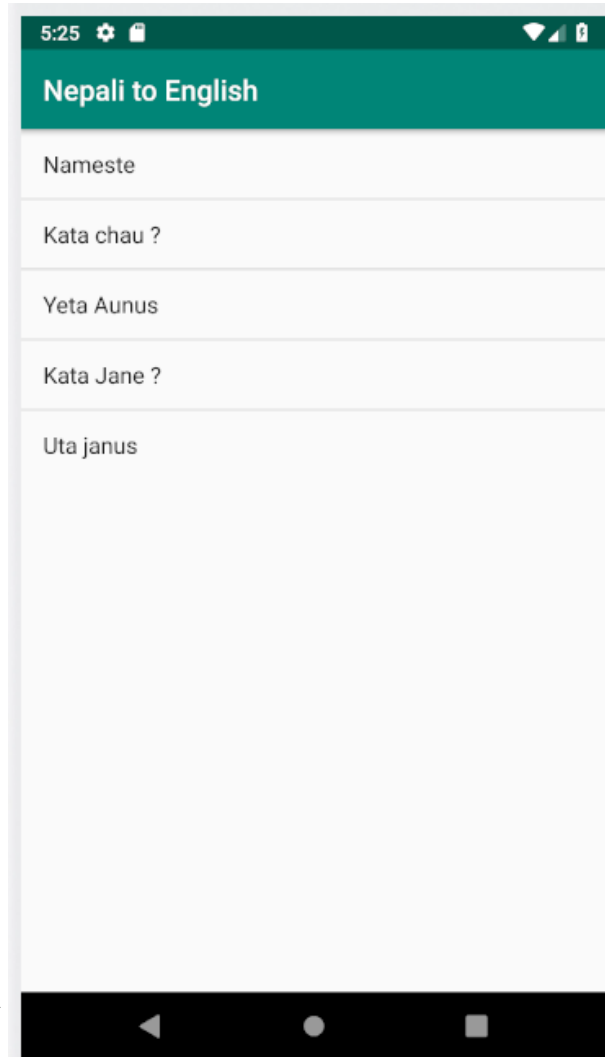 5:25
Nepali to English
Nameste
Kata chau ?
Yeta Aunus
Kata Jane ?
Uta janus